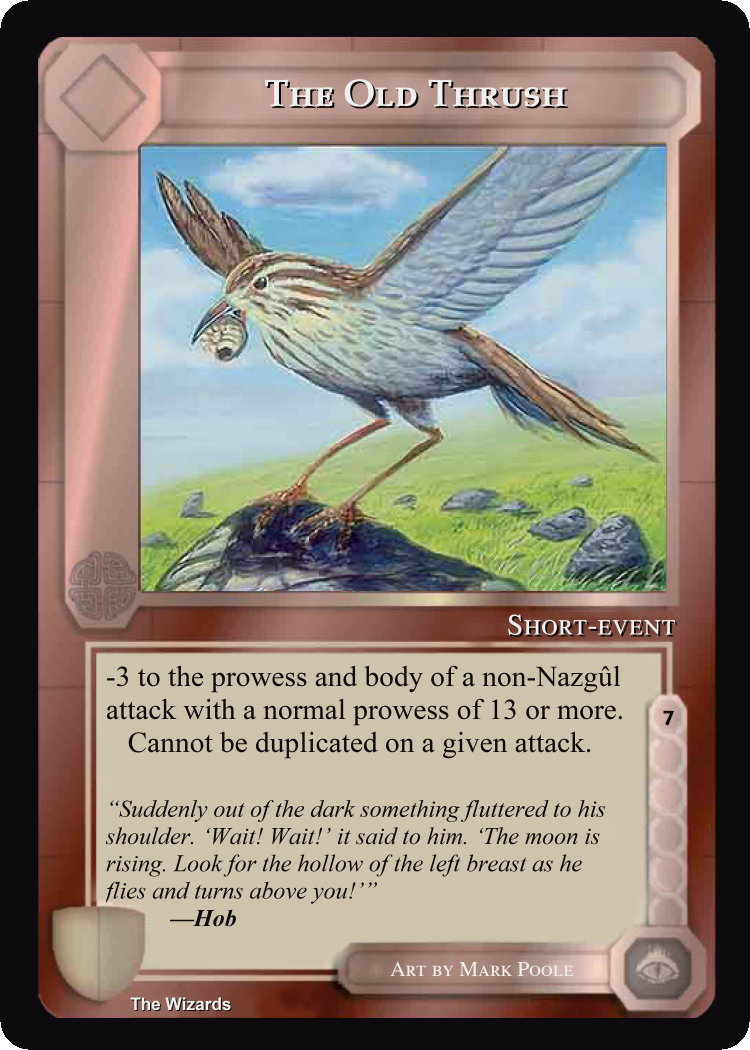 The Old Thrush
Short-event
-3 to the prowess and body of a non-Nazgûl
attack with a normal prowess of 13 or more.
Cannot be duplicated on a given attack.
7
“Suddenly out of the dark something fluttered to his
shoulder. ‘Wait! Wait!’ it said to him. ‘The moon is
rising. Look for the hollow of the left breast as he
flies and turns above you!’”
—Hob
Art by Mark Poole
The Wizards